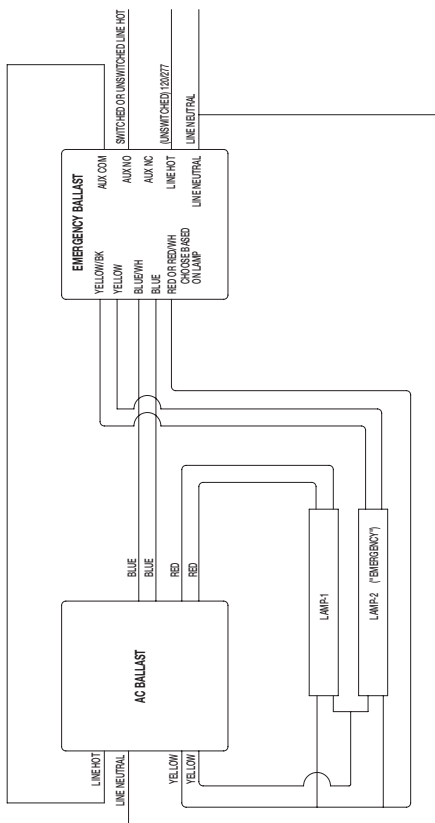 EMERGENCY BALLAST
YELLOW/BK
YELLOW
BLUE/WH
BLUE
RED OR RED/WH
CHOOSE BASED
ON LAMP
AUX COM
AUX NO
AUX NC
LINE HOT
LINE NEUTRAL
SWITCHED OR UNSWITCHED LINE HOT
(UNSWITCHED) 120/277
LINE NEUTRAL
AC BALLAST
BLUE
BLUE
RED
RED
LINE HOT
LINE NEUTRAL
YELLOW
YELLOW
LAMP-1
LAMP-2 ("EMERGENCY")